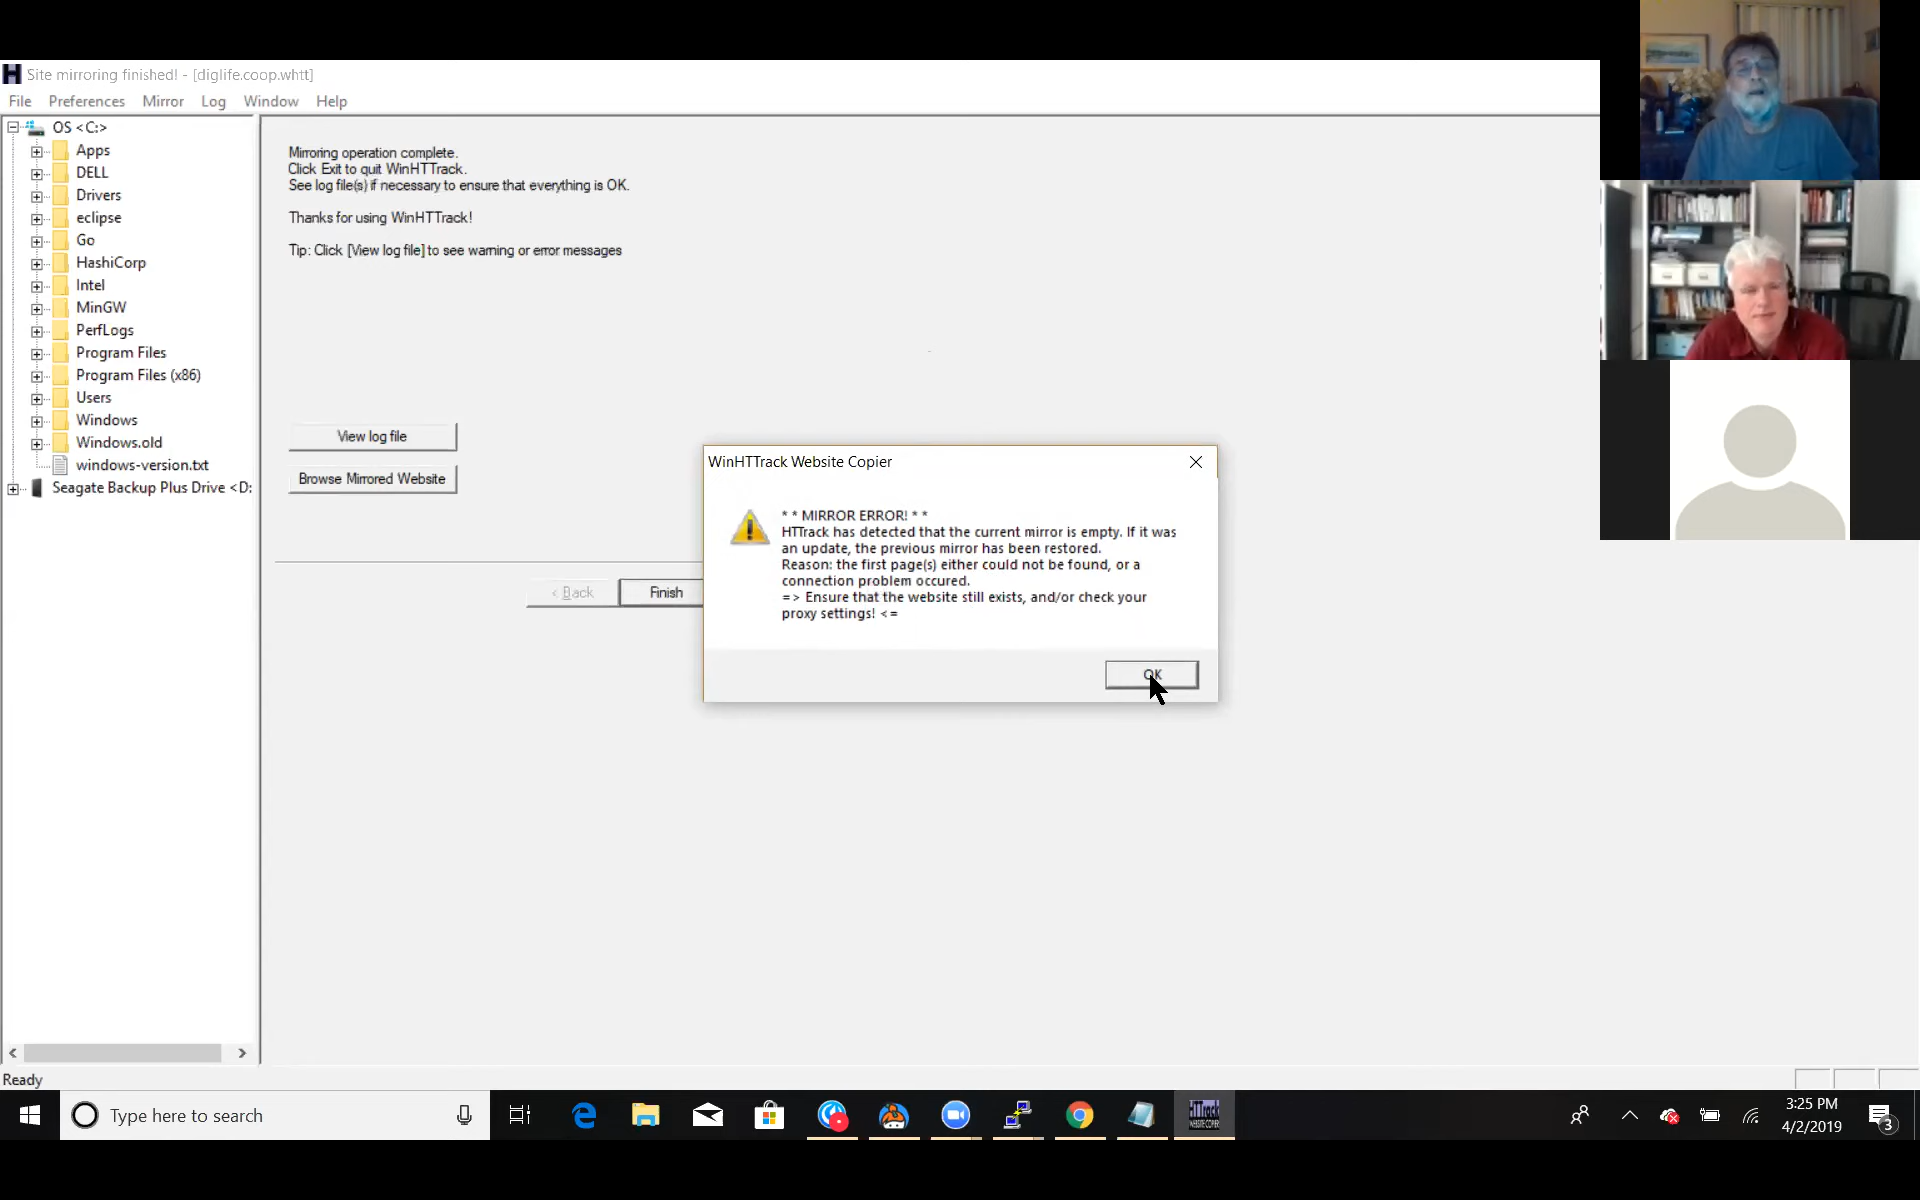 Site mirroring finished! - [diglife.coop.whtt]
File Preferences Mirror Log Window Help
OS <C:>
Apps
DELL
Drivers
eclipse
Go
HashiCorp
Intel
MinGW
PerfLogs
Program Files
Program Files (x86)
Users
Windows
Windows.old
windows-version.txt
Seagate Backup Plus Drive <D:
Mirroring operation complete.
Click Exit to quit WinHTTrack.
See log file(s) if necessary to ensure that everything is OK.
Thanks for using WinHTTrack!
Tip: Click [View log file] to see warning or error messages
View log file
Browse Mirrored Website
< Back
Finish
WinHTTrack Website Copier
* * MIRROR ERROR! * *
HTTrack has detected that the current mirror is empty. If it was
an update, the previous mirror has been restored.
Reason: the first page(s) either could not be found, or a
connection problem occured.
=> Ensure that the website still exists, and/or check your
proxy settings! <=
OK
Ready
Type here to search
HTTrack
WEBSITE COPIER
3:25 PM
4/2/2019
3